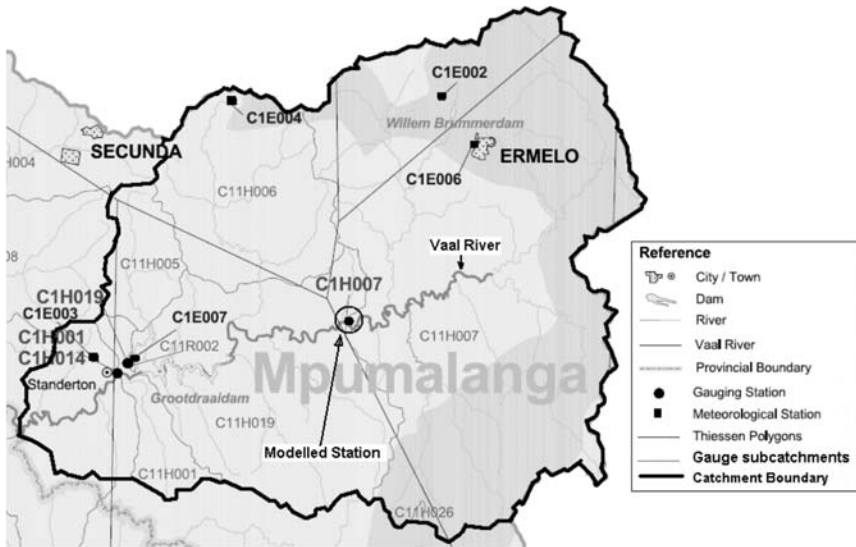 C1E002
C1E004
Willem Brummerdam
SECUNDA
ERMELO
H004
C1E006
C11H006
Vaal River
C11H005
C1H007
08
C1H019
C1E003
C1E007
C1H001
C11R002
C11H007
C1H014
Standerton
Mpumalanga
Grootdraaidam
C11H019
Modelled Station
C11H001
C11H026
Reference
City / Town
Dam
River
Vaal River
Provincial Boundary
Gauging Station
Meteorological Station
Thiessen Polygons
Gauge subcatchments
Catchment Boundary